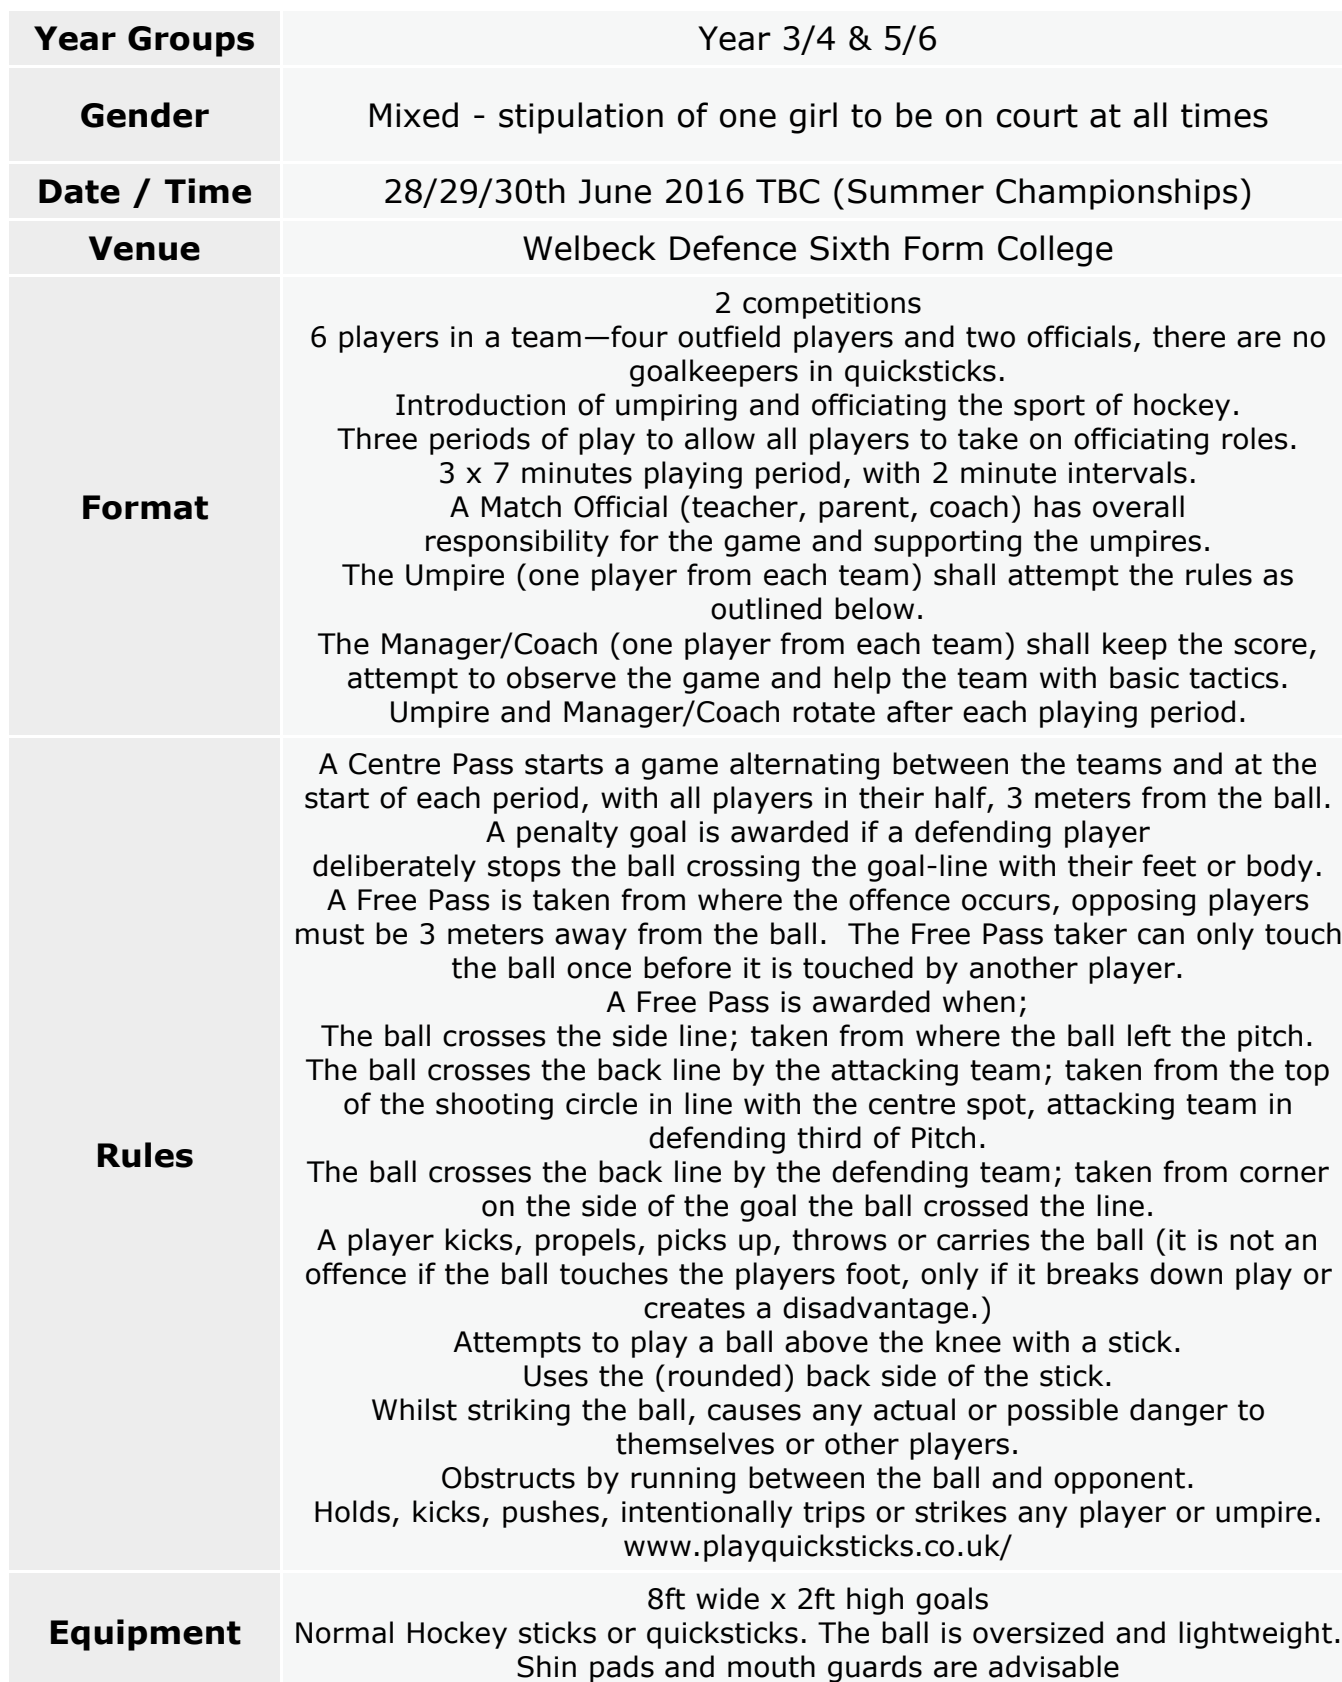 Year Groups
Year 3/4 & 5/6
Gender
Mixed - stipulation of one girl to be on court at all times
Date / Time
28/29/30th June 2016 TBC (Summer Championships)
Venue
Welbeck Defence Sixth Form College
Format
2 competitions
6 players in a team—four outfield players and two officials, there are no
goalkeepers in quicksticks.
Introduction of umpiring and officiating the sport of hockey.
Three periods of play to allow all players to take on officiating roles.
3 x 7 minutes playing period, with 2 minute intervals.
A Match Official (teacher, parent, coach) has overall
responsibility for the game and supporting the umpires.
The Umpire (one player from each team) shall attempt the rules as
outlined below.
The Manager/Coach (one player from each team) shall keep the score,
attempt to observe the game and help the team with basic tactics.
Umpire and Manager/Coach rotate after each playing period.
Rules
A Centre Pass starts a game alternating between the teams and at the
start of each period, with all players in their half, 3 meters from the ball.
A penalty goal is awarded if a defending player
deliberately stops the ball crossing the goal-line with their feet or body.
A Free Pass is taken from where the offence occurs, opposing players
must be 3 meters away from the ball.  The Free Pass taker can only touch
the ball once before it is touched by another player.
A Free Pass is awarded when;
The ball crosses the side line; taken from where the ball left the pitch.
The ball crosses the back line by the attacking team; taken from the top
of the shooting circle in line with the centre spot, attacking team in
defending third of Pitch.
The ball crosses the back line by the defending team; taken from corner
on the side of the goal the ball crossed the line.
A player kicks, propels, picks up, throws or carries the ball (it is not an
offence if the ball touches the players foot, only if it breaks down play or
creates a disadvantage.)
Attempts to play a ball above the knee with a stick.
Uses the (rounded) back side of the stick.
Whilst striking the ball, causes any actual or possible danger to
themselves or other players.
Obstructs by running between the ball and opponent.
Holds, kicks, pushes, intentionally trips or strikes any player or umpire.
www.playquicksticks.co.uk/
Equipment
8ft wide x 2ft high goals
Normal Hockey sticks or quicksticks. The ball is oversized and lightweight.
Shin pads and mouth guards are advisable